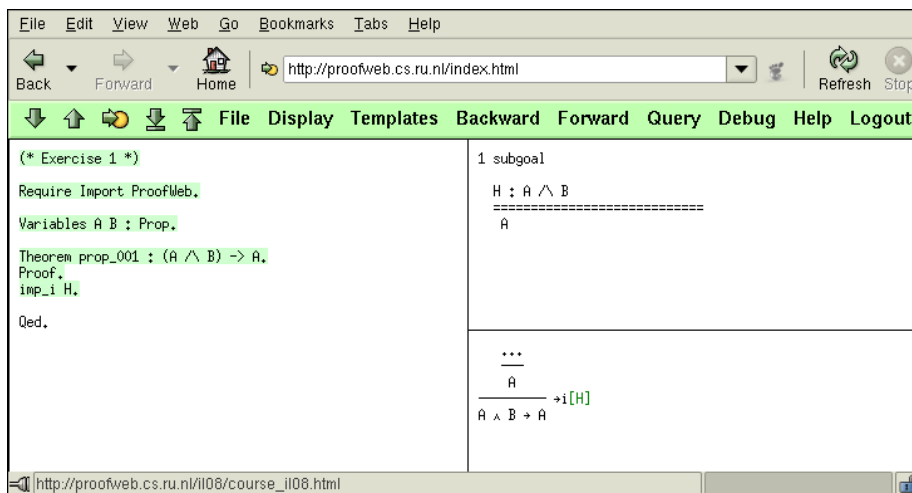 File Edit View Web Go Bookmarks Tabs Help
Back Forward Home http://proofweb.cs.ru.nl/index.html Refresh Stop
File Display Templates Backward Forward Query Debug Help Logout
(* Exercise 1 *)
Require Import ProofWeb.
Variables A B : Prop.
Theorem prop_001 : (A /\ B) -> A.
Proof.
imp_i H.
Qed.
1 subgoal
H : A /\ B
============================
A
...
A
→i[H]
A ∧ B → A
http://proofweb.cs.ru.nl/il08/course_il08.html